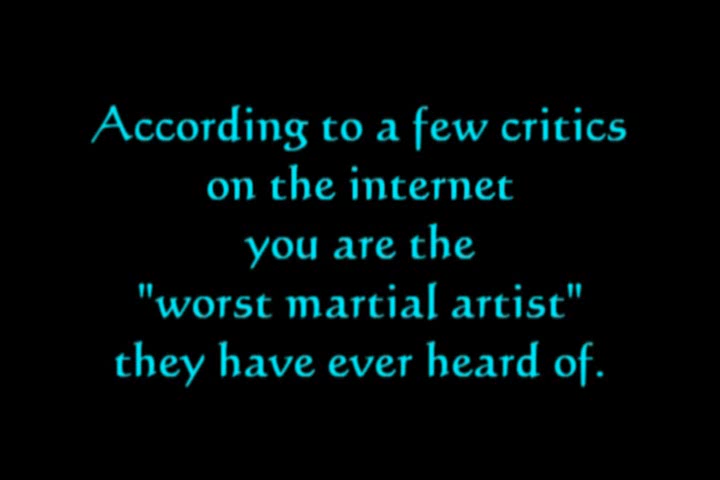 According to a few critics
on the internet
you are the
"worst martial artist"
they have ever heard of.